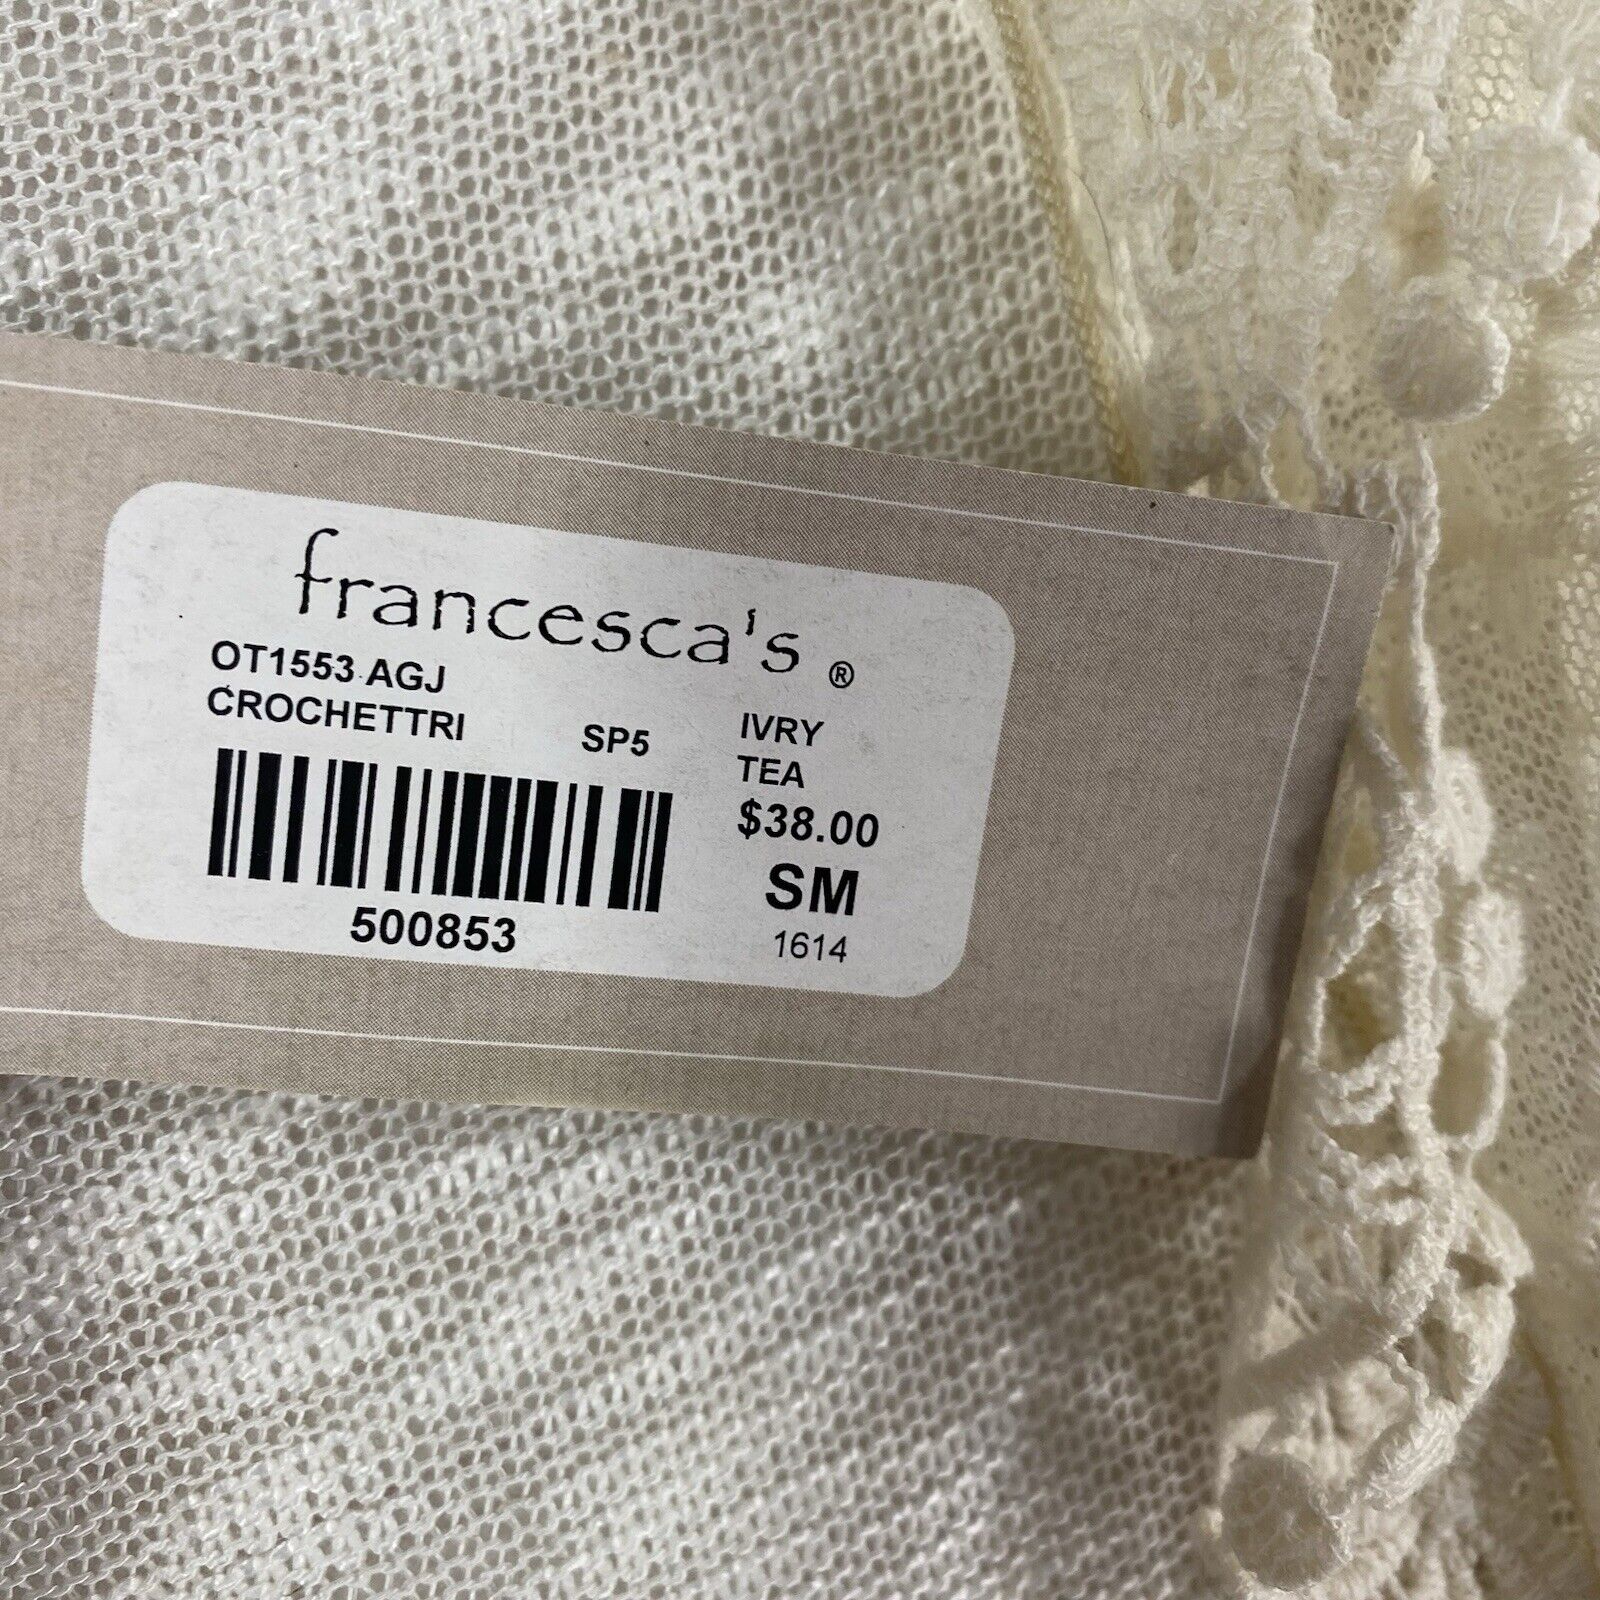 francesca's ®
OT1553 AGJ
CROCHETTRI SP5 IVRY
TEA
$38.00
SM
500853 1614